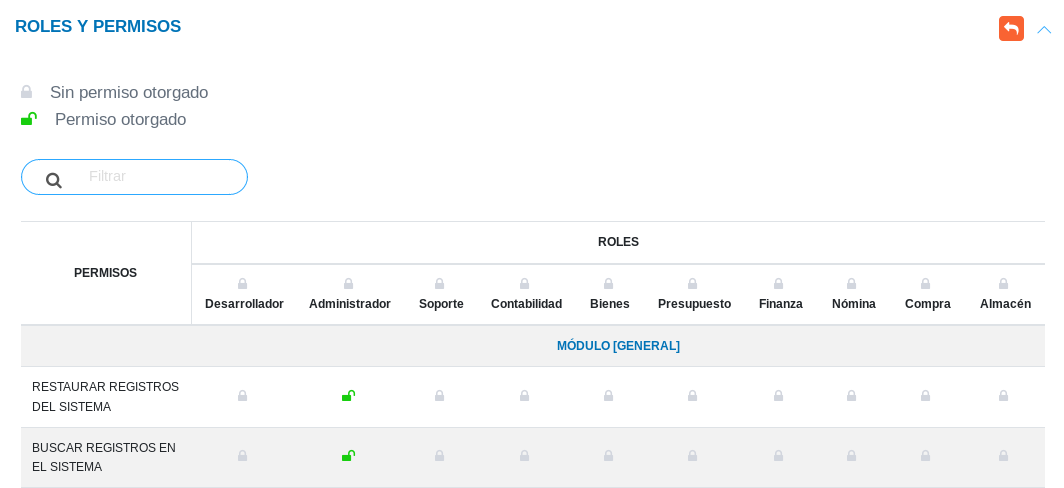 ROLES Y PERMISOS
Sin permiso otorgado
Permiso otorgado
Filtrar
PERMISOS
ROLES
Desarrollador Administrador Soporte Contabilidad Bienes Presupuesto Finanza Nómina Compra Almacén
MÓDULO [GENERAL]
RESTAURAR REGISTROS
DEL SISTEMA
BUSCAR REGISTROS EN
EL SISTEMA